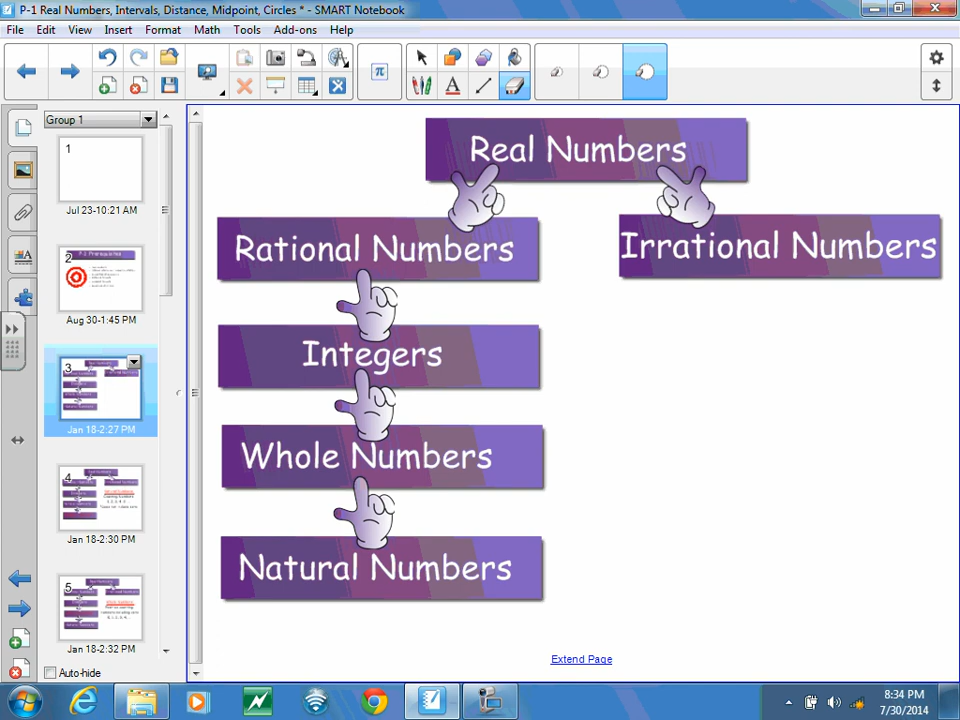 P-1 Real Numbers, Intervals, Distance, Midpoint, Circles * - SMART Notebook
File Edit View Insert Format Math Tools Add-ons Help
Group 1
1
Jul 23-10:21 AM
2
P-1 Prerequisites
Aug 30-1:45 PM
3
Jan 18-2:27 PM
4
Jan 18-2:30 PM
5
Jan 18-2:32 PM
Auto-hide
Real Numbers
Rational Numbers
Irrational Numbers
Integers
Whole Numbers
Natural Numbers
Extend Page
8:34 PM
7/30/2014